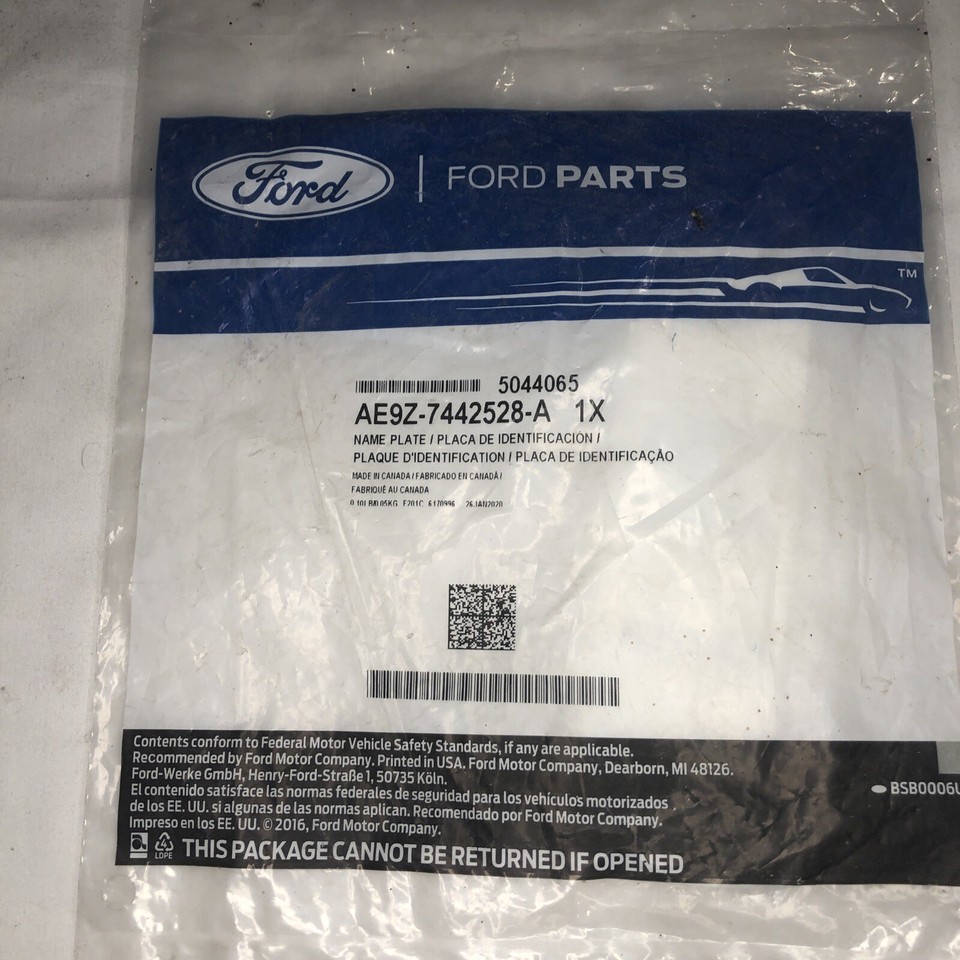 Ford
FORD PARTS
TM
5044065
AE9Z-7442528-A 1X
NAME PLATE / PLACA DE IDENTIFICACION /
PLAQUE D'IDENTIFICATION / PLACA DE IDENTIFICAÇÃO
MADE IN CANADA / FABRICADO EN CANADÁ /
FABRIQUÉ AU CANADA
6170996 26JAN2020
Contents conform to Federal Motor Vehicle Safety Standards, if any are applicable.
Recommended by Ford Motor Company. Printed in USA. Ford Motor Company, Dearborn, MI 48126.
Ford-Werke GmbH, Henry-Ford-Straße 1, 50735 Köln.
El contenido satisface las normas federales de seguridad para los vehículos motorizados
de los EE. UU. si algunas de las normas aplican. Recomendado por Ford Motor Company.
Impreso en los EE. UU. © 2016, Ford Motor Company.
BSB0006U
4
LDPE
THIS PACKAGE CANNOT BE RETURNED IF OPENED